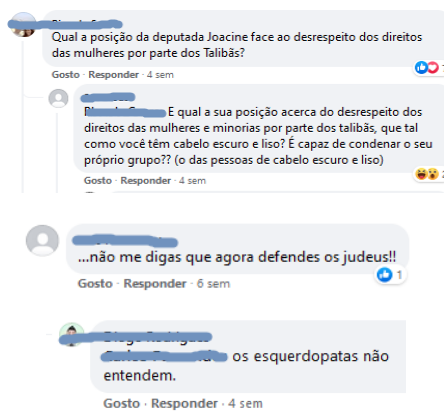 Qual a posição da deputada Joacine face ao desrespeito dos direitos
das mulheres por parte dos Talibãs?
Gosto · Responder · 4 sem
E qual a sua posição acerca do desrespeito dos
direitos das mulheres e minorias por parte dos talibãs, que tal
como você têm cabelo escuro e liso? É capaz de condenar o seu
próprio grupo?? (o das pessoas de cabelo escuro e liso)
Gosto · Responder · 4 sem
...não me digas que agora defendes os judeus!!
1
Gosto · Responder · 6 sem
os esquerdopatas não
entendem.
Gosto · Responder · 4 sem